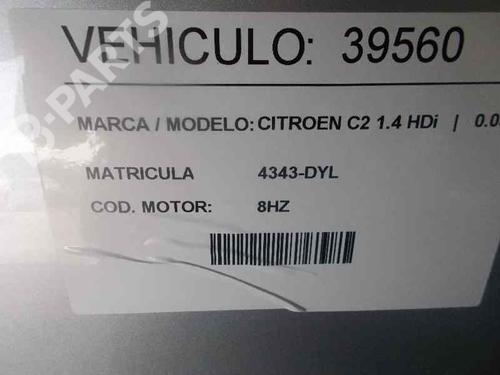 VEHICULO: 39560
MARCA / MODELO: CITROEN C2 1.4 HDi | 0.0
MATRICULA 4343-DYL
COD. MOTOR: 8HZ
B-PARTS